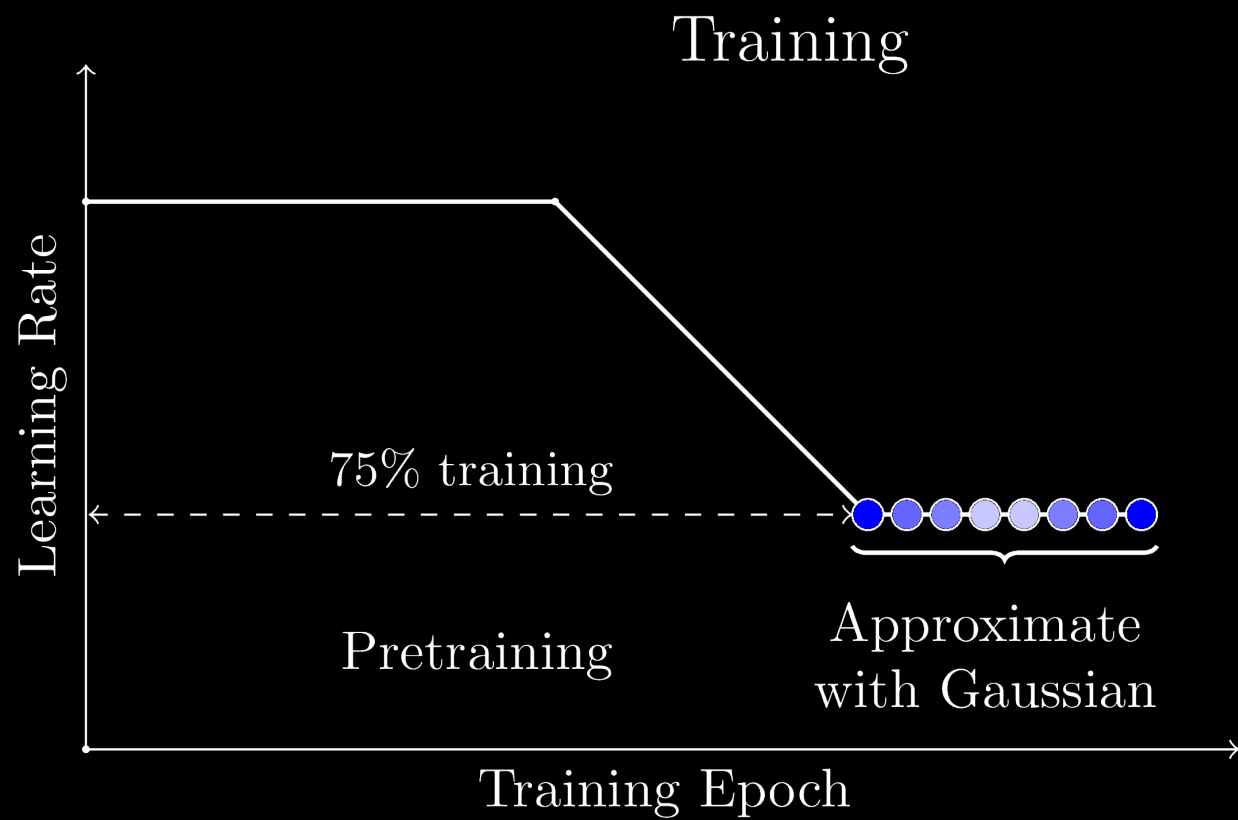 Training
Learning Rate
75% training
Pretraining
Approximate
with Gaussian
Training Epoch